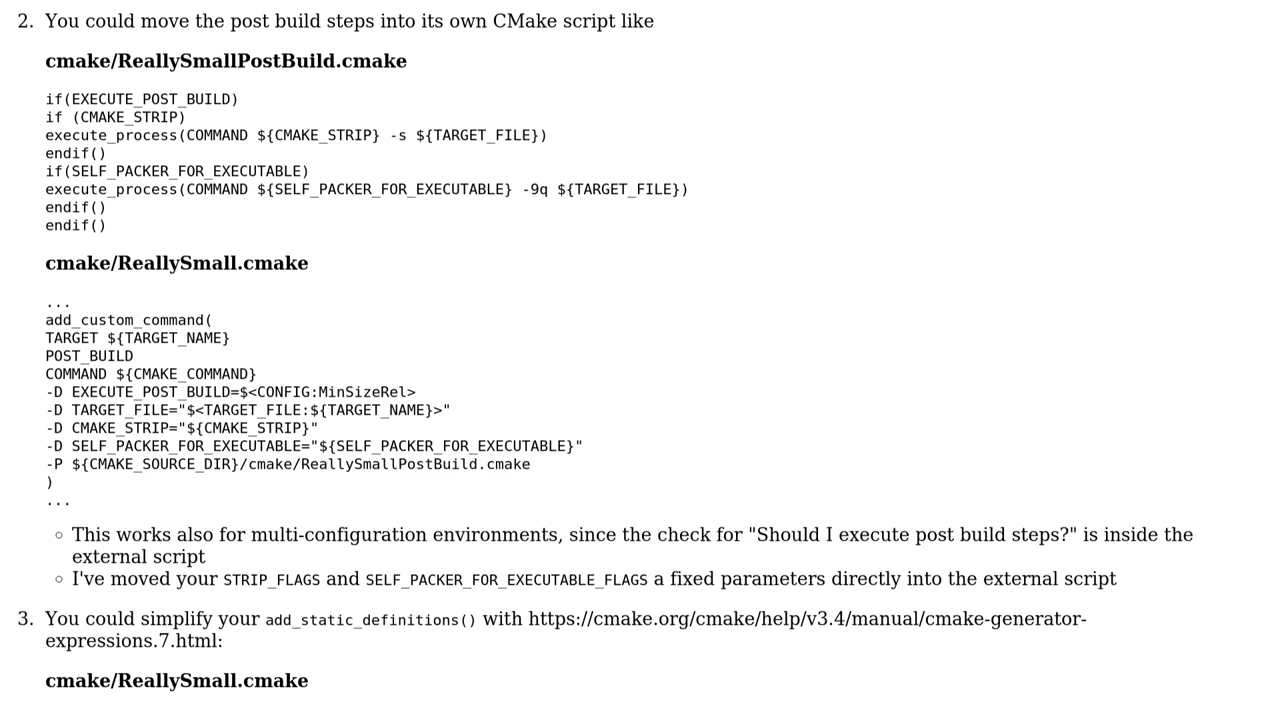 2. You could move the post build steps into its own CMake script like
cmake/ReallySmallPostBuild.cmake
if(EXECUTE_POST_BUILD)
if (CMAKE_STRIP)
execute_process(COMMAND ${CMAKE_STRIP} -s ${TARGET_FILE})
endif()
if(SELF_PACKER_FOR_EXECUTABLE)
execute_process(COMMAND ${SELF_PACKER_FOR_EXECUTABLE} -9q ${TARGET_FILE})
endif()
endif()
cmake/ReallySmall.cmake
...
add_custom_command(
TARGET ${TARGET_NAME}
POST_BUILD
COMMAND ${CMAKE_COMMAND}
-D EXECUTE_POST_BUILD=$<CONFIG:MinSizeRel>
-D TARGET_FILE="$<TARGET_FILE:${TARGET_NAME}>"
-D CMAKE_STRIP="${CMAKE_STRIP}"
-D SELF_PACKER_FOR_EXECUTABLE="${SELF_PACKER_FOR_EXECUTABLE}"
-P ${CMAKE_SOURCE_DIR}/cmake/ReallySmallPostBuild.cmake
)
...
◦ This works also for multi-configuration environments, since the check for "Should I execute post build steps?" is inside the
external script
◦ I've moved your STRIP_FLAGS and SELF_PACKER_FOR_EXECUTABLE_FLAGS a fixed parameters directly into the external script
3. You could simplify your add_static_definitions() with https://cmake.org/cmake/help/v3.4/manual/cmake-generator-
expressions.7.html:
cmake/ReallySmall.cmake